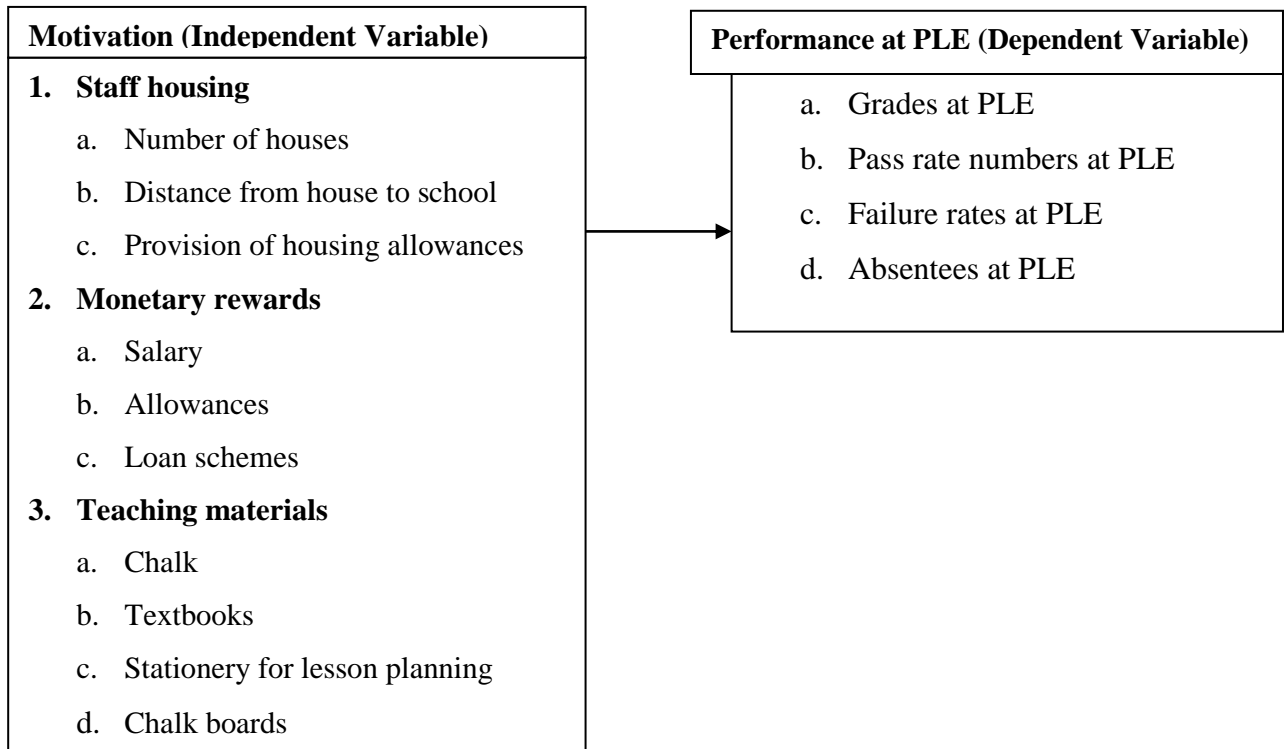 Motivation (Independent Variable)
1. Staff housing
a. Number of houses
b. Distance from house to school
c. Provision of housing allowances
2. Monetary rewards
a. Salary
b. Allowances
c. Loan schemes
3. Teaching materials
a. Chalk
b. Textbooks
c. Stationery for lesson planning
d. Chalk boards
Performance at PLE (Dependent Variable)
a. Grades at PLE
b. Pass rate numbers at PLE
c. Failure rates at PLE
d. Absentees at PLE